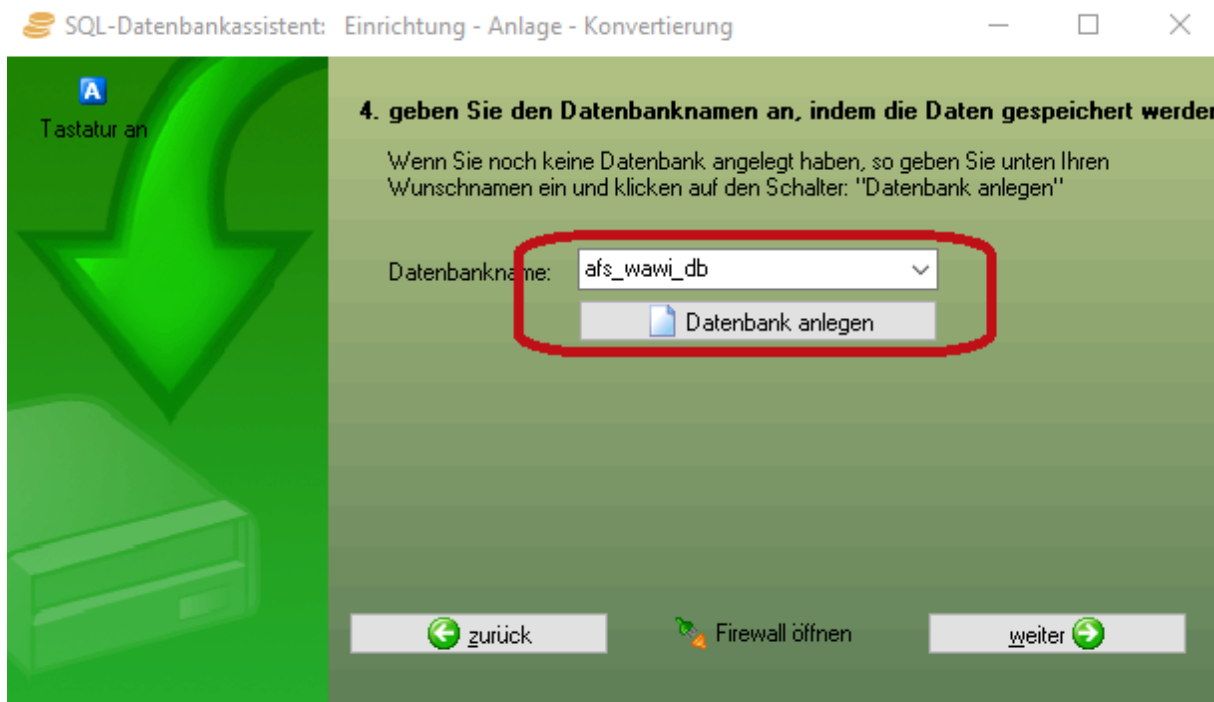 SQL-Datenbankassistent: Einrichtung - Anlage - Konvertierung
A
Tastatur an
4. geben Sie den Datenbanknamen an, indem die Daten gespeichert werde
Wenn Sie noch keine Datenbank angelegt haben, so geben Sie unten Ihren
Wunschnamen ein und klicken auf den Schalter: "Datenbank anlegen"
Datenbankname: afs_wawi_db
Datenbank anlegen
zurück Firewall öffnen weiter